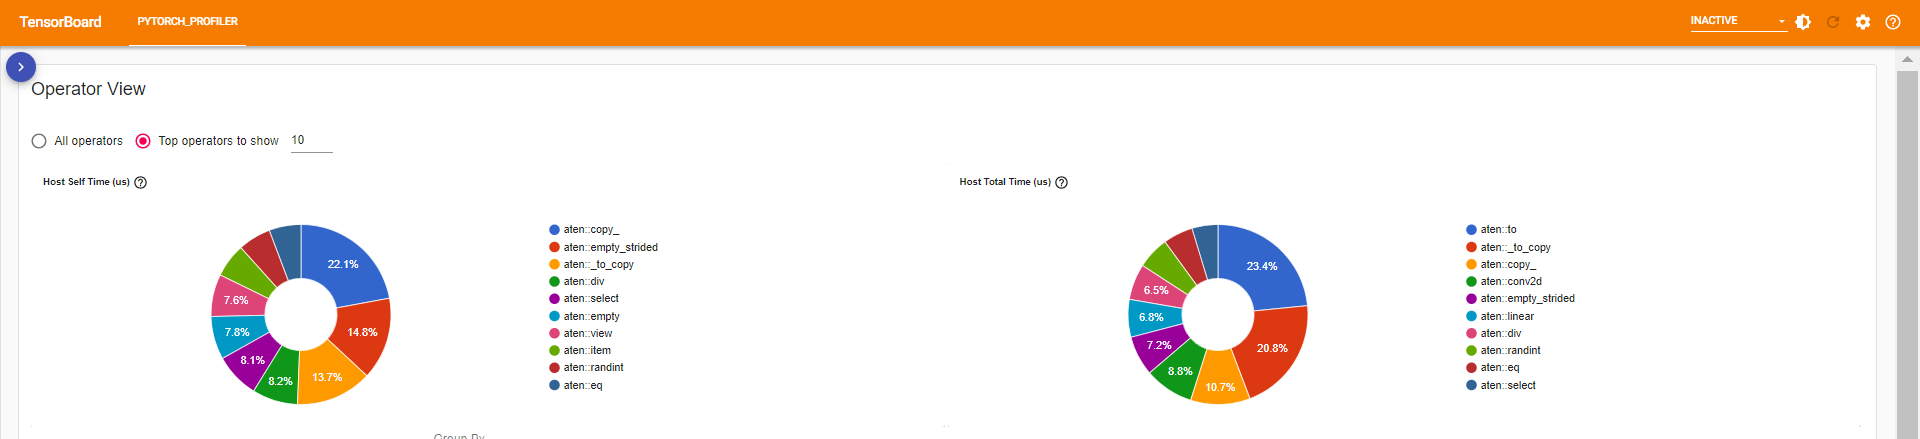 TensorBoard
PYTORCH_PROFILER
INACTIVE
Operator View
All operators
Top operators to show
10
Host Self Time (us)
22.1%
14.8%
13.7%
8.2%
8.1%
7.8%
7.6%
aten::copy_
aten::empty_strided
aten::_to_copy
aten::div
aten::select
aten::empty
aten::view
aten::item
aten::randint
aten::eq
Host Total Time (us)
23.4%
20.8%
10.7%
8.8%
7.2%
6.8%
6.5%
aten::to
aten::_to_copy
aten::copy_
aten::conv2d
aten::empty_strided
aten::linear
aten::div
aten::randint
aten::eq
aten::select
Group By